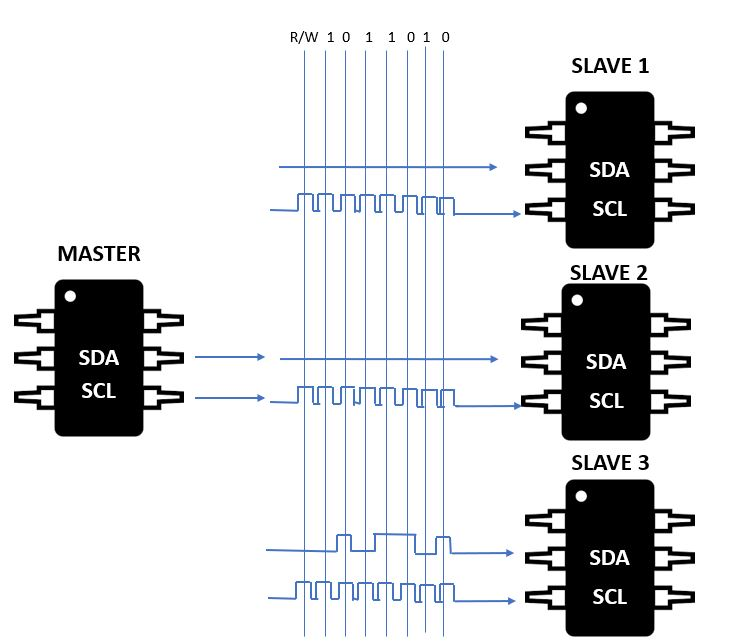 R/W 1 0 1 1 0 1 0
SLAVE 1
SDA
SCL
MASTER
SDA
SCL
SLAVE 2
SDA
SCL
SLAVE 3
SDA
SCL